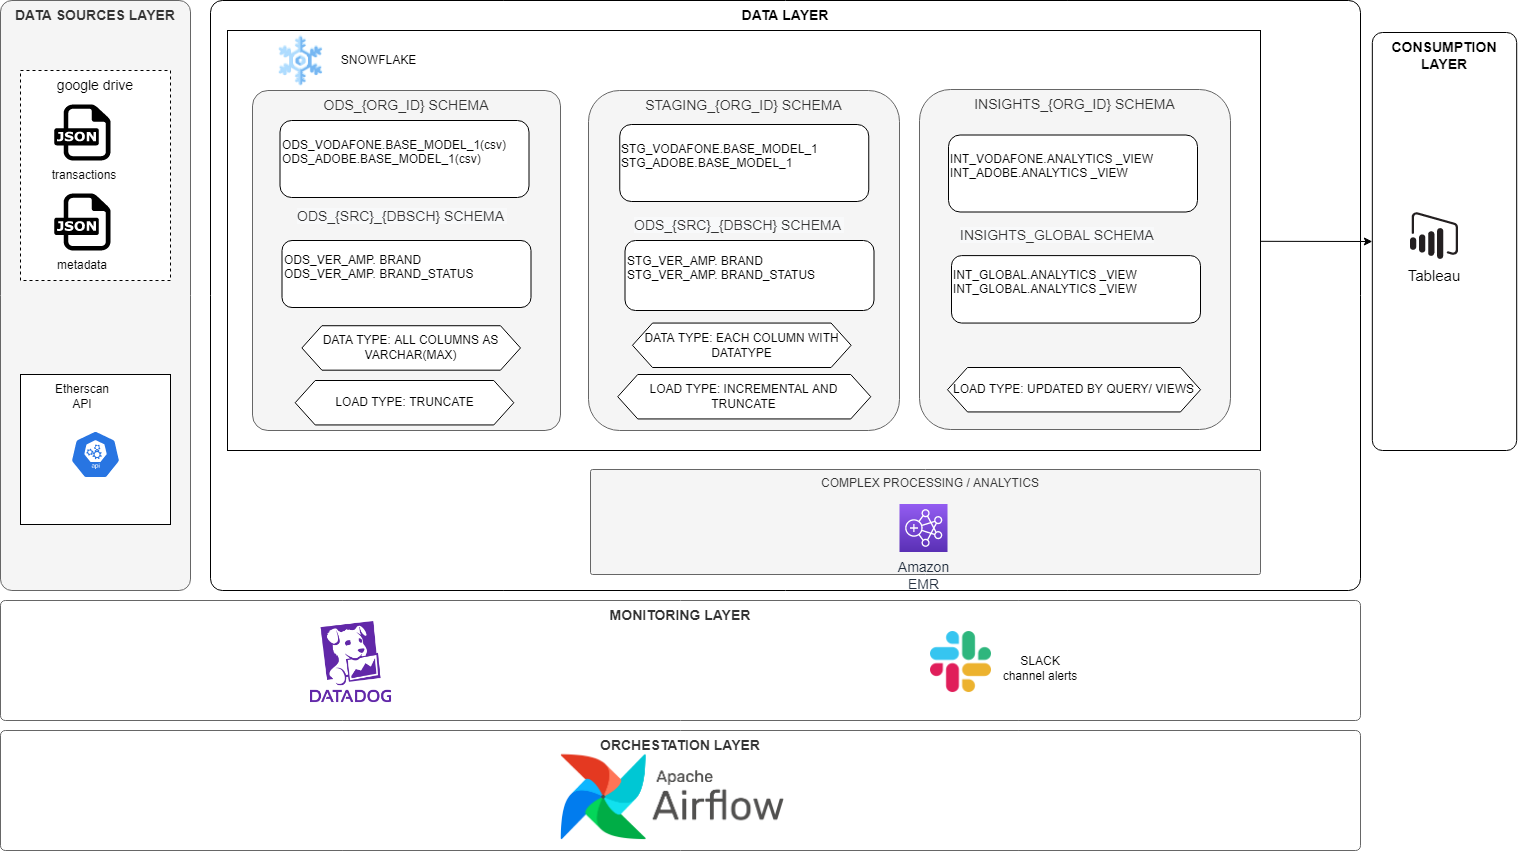 DATA SOURCES LAYER
google drive
JSON
transactions
JSON
metadata
Etherscan
API
api
DATA LAYER
SNOWFLAKE
ODS_{ORG_ID} SCHEMA
ODS_VODAFONE.BASE_MODEL_1(csv)
ODS_ADOBE.BASE_MODEL_1(csv)
ODS_{SRC}_{DBSCH} SCHEMA
ODS_VER_AMP. BRAND
ODS_VER_AMP. BRAND_STATUS
DATA TYPE: ALL COLUMNS AS
VARCHAR(MAX)
LOAD TYPE: TRUNCATE
STAGING_{ORG_ID} SCHEMA
STG_VODAFONE.BASE_MODEL_1
STG_ADOBE.BASE_MODEL_1
ODS_{SRC}_{DBSCH} SCHEMA
STG_VER_AMP. BRAND
STG_VER_AMP. BRAND_STATUS
DATA TYPE: EACH COLUMN WITH
DATATYPE
LOAD TYPE: INCREMENTAL AND
TRUNCATE
INSIGHTS_{ORG_ID} SCHEMA
INT_VODAFONE.ANALYTICS _VIEW
INT_ADOBE.ANALYTICS _VIEW
INSIGHTS_GLOBAL SCHEMA
INT_GLOBAL.ANALYTICS _VIEW
INT_GLOBAL.ANALYTICS _VIEW
LOAD TYPE: UPDATED BY QUERY/ VIEWS
COMPLEX PROCESSING / ANALYTICS
Amazon
EMR
CONSUMPTION
LAYER
Tableau
MONITORING LAYER
DATADOG
SLACK
channel alerts
ORCHESTATION LAYER
Apache
Airflow